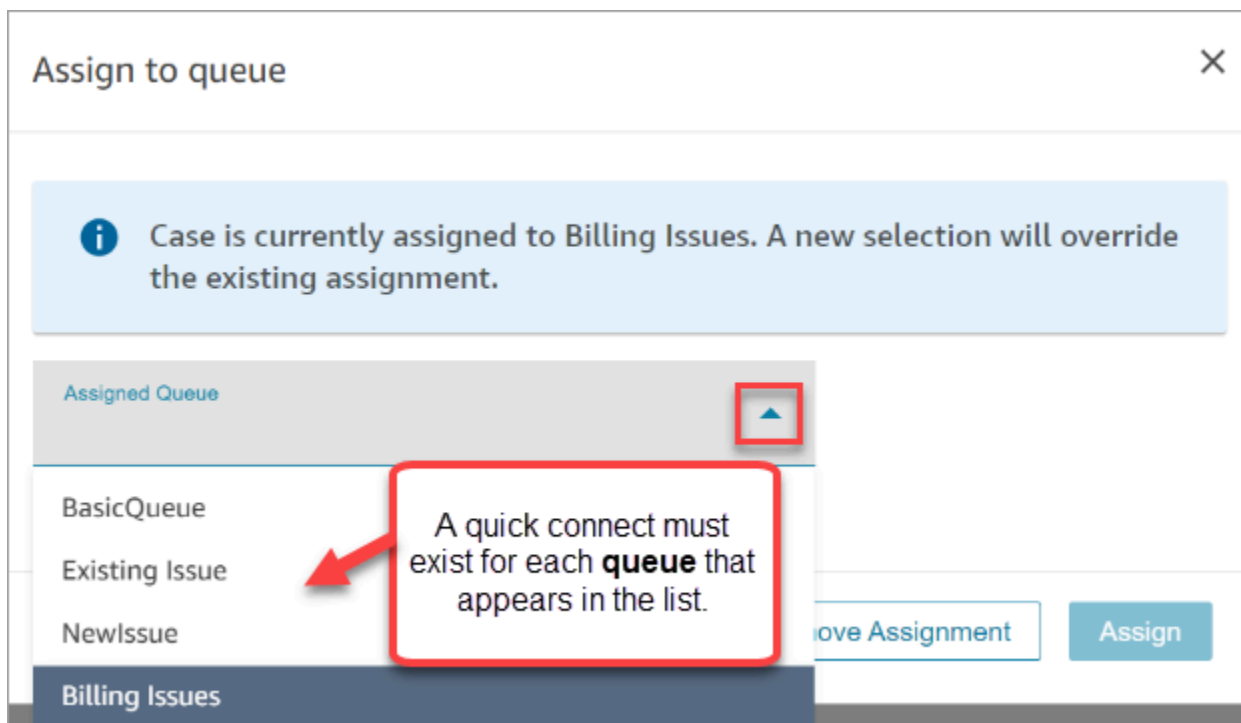 Assign to queue
Case is currently assigned to Billing Issues. A new selection will override
the existing assignment.
Assigned Queue
BasicQueue
Existing Issue
NewIssue
Billing Issues
A quick connect must
exist for each queue that
appears in the list.
Assignment
Assign